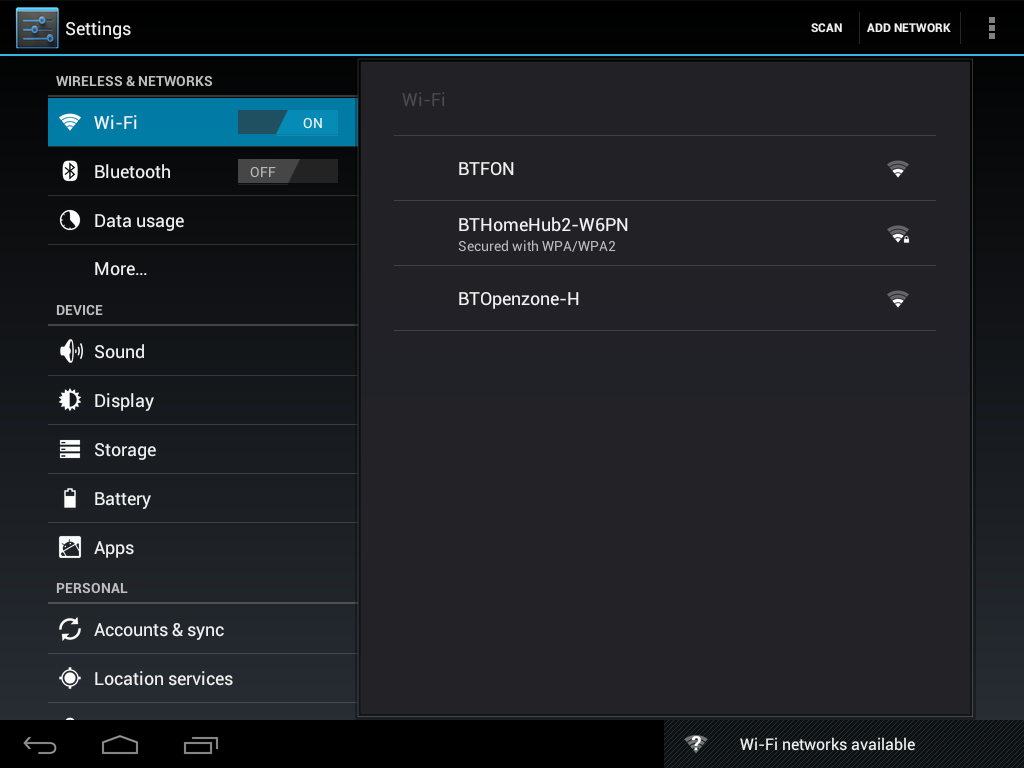 Settings
SCAN
ADD NETWORK
WIRELESS & NETWORKS
Wi-Fi
ON
Bluetooth
OFF
Data usage
More...
DEVICE
Sound
Display
Storage
Battery
Apps
PERSONAL
Accounts & sync
Location services
Wi-Fi
BTFON
BTHomeHub2-W6PN
Secured with WPA/WPA2
BTOpenzone-H
Wi-Fi networks available